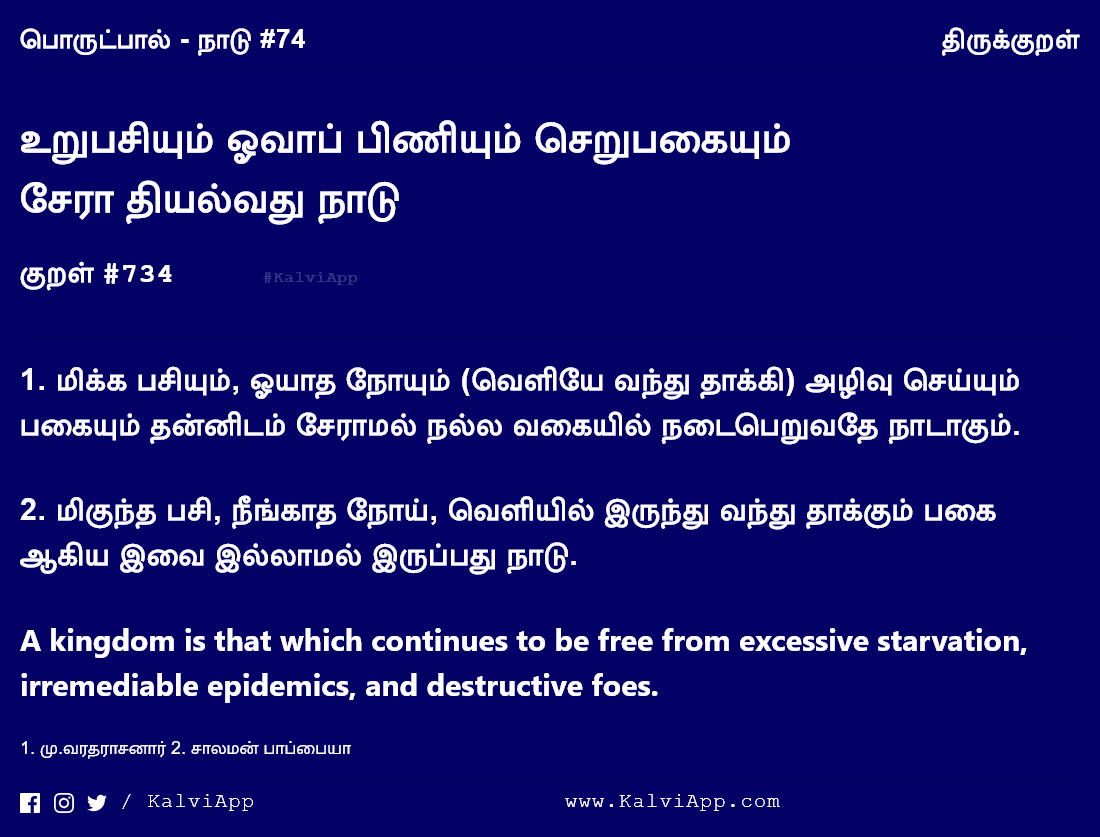 பொருட்பால் - நாடு #74 திருக்குறள்
உறுபசியும் ஓவாப் பிணியும் செறுபகையும்
சேரா தியல்வது நாடு
குறள் #734 #KalviApp
1. மிக்க பசியும், ஓயாத நோயும் (வெளியே வந்து தாக்கி) அழிவு செய்யும்
பகையும் தன்னிடம் சேராமல் நல்ல வகையில் நடைபெறுவதே நாடாகும்.
2. மிகுந்த பசி, நீங்காத நோய், வெளியில் இருந்து வந்து தாக்கும் பகை
ஆகிய இவை இல்லாமல் இருப்பது நாடு.
A kingdom is that which continues to be free from excessive starvation,
irremediable epidemics, and destructive foes.
1. மு.வரதராசனார் 2. சாலமன் பாப்பையா
/ KalviApp www.KalviApp.com